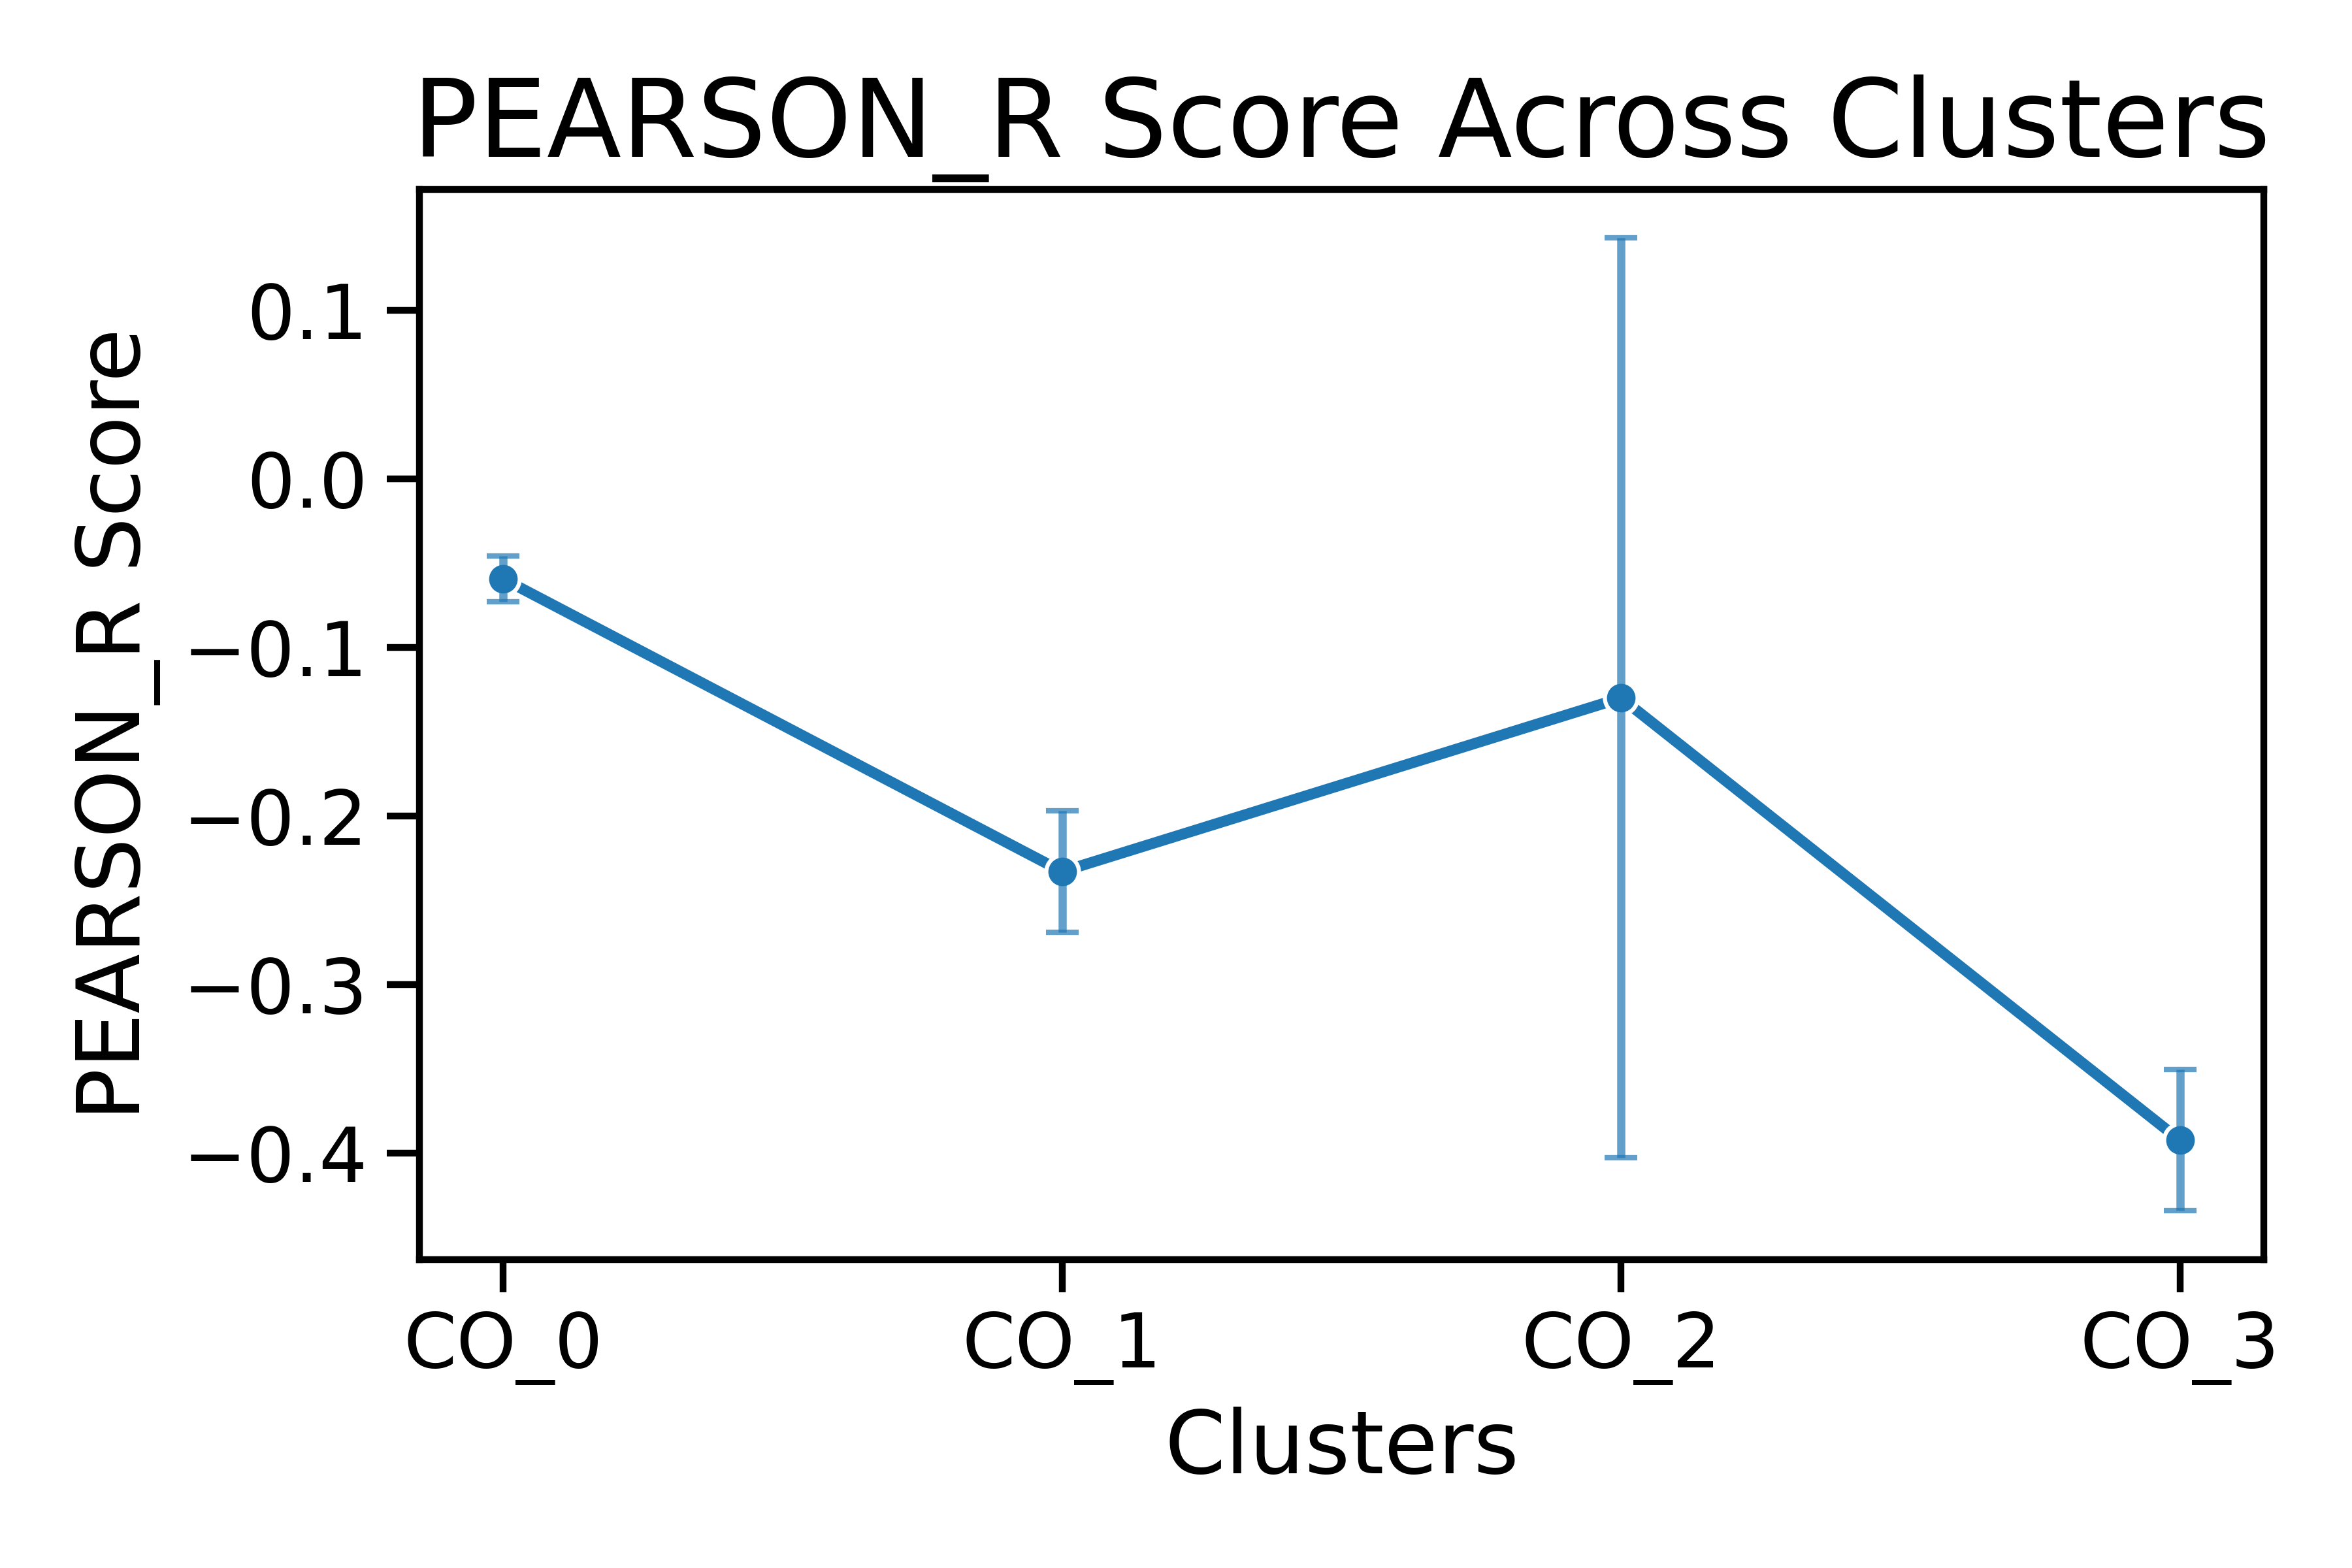 PEARSON_R Score Across Clusters
PEARSON_R Score
0.1
0.0
−0.1
−0.2
−0.3
−0.4
CO_0 CO_1 CO_2 CO_3
Clusters